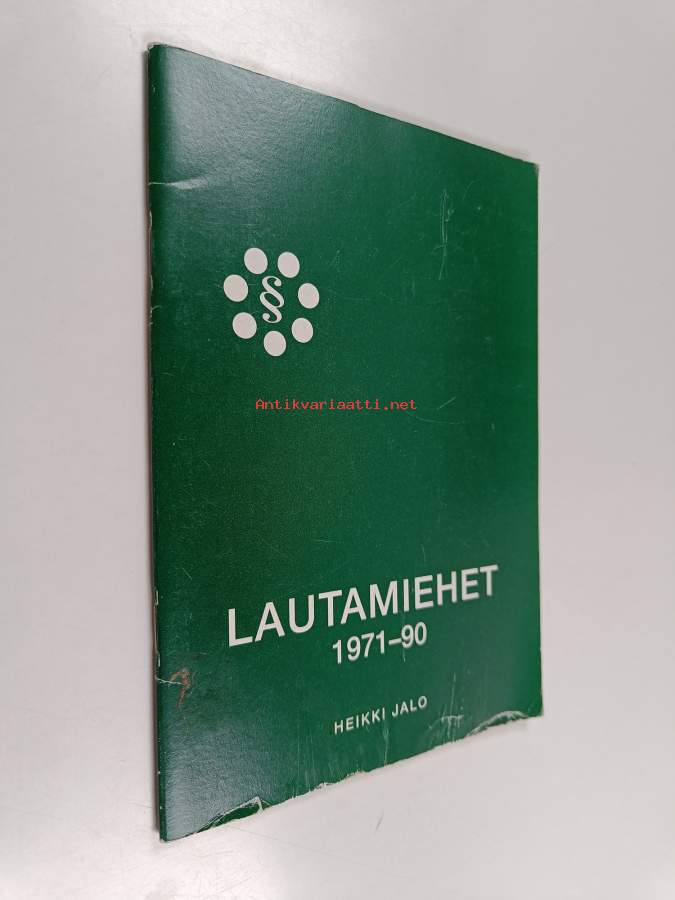 §
Antikvariaatti.net
LAUTAMIEHET
1971–90
HEIKKI JALO